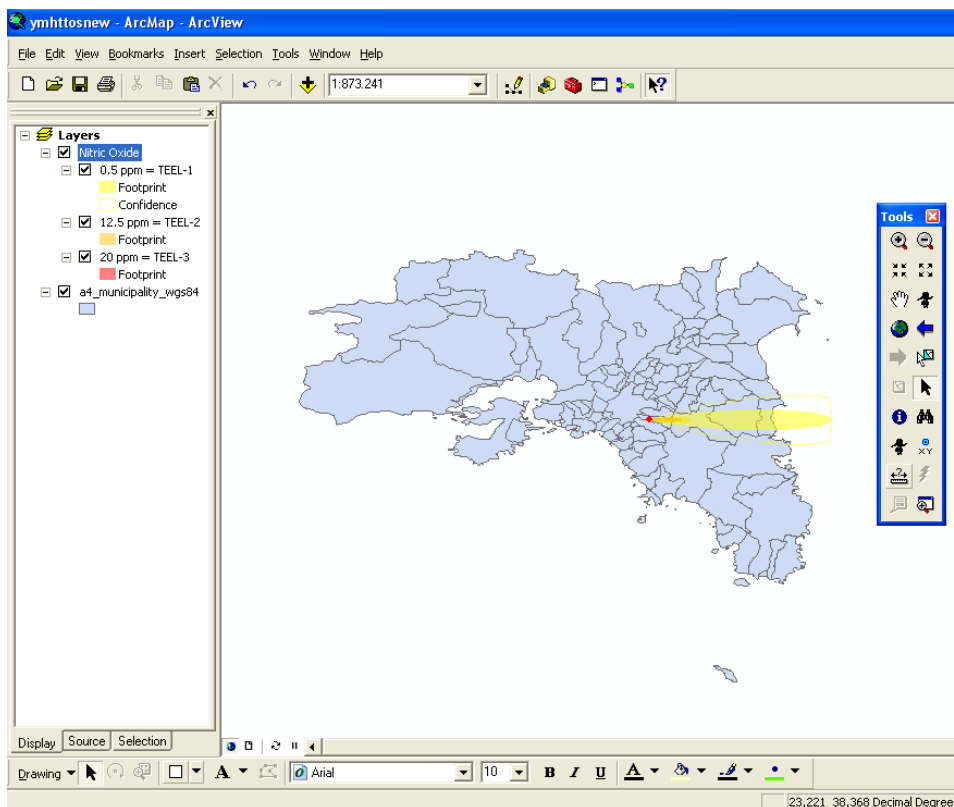 ymhttosnew - ArcMap - ArcView
File Edit View Bookmarks Insert Selection Tools Window Help
1:873.241
Layers
Nitric Oxide
0.5 ppm = TEEL-1
Footprint
Confidence
12.5 ppm = TEEL-2
Footprint
20 ppm = TEEL-3
Footprint
a4_municipality_wgs84
Tools
XY
Display Source Selection
Drawing A Arial 10 B I U A
23,221 38,368 Decimal Degree